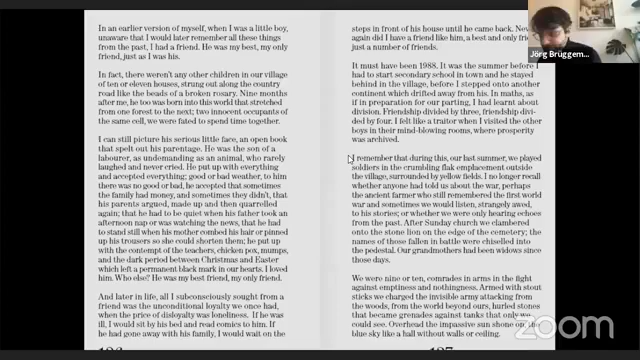 In an earlier version of myself, when I was a little boy,
unaware that I would later remember all these things
from the past, I had a friend. He was my best, my only
friend, just as I was his.
In fact, there weren't any other children in our village
of ten or eleven houses, strung out along the country
road like the beads of a broken rosary. Nine months
after me, he too was born into this world that stretched
from one forest to the next; two innocent occupants of
the same cell, we were fated to spend time together.
I can still picture his serious little face, an open book
that spelt out his parentage. He was the son of a
labourer, as undemanding as an animal, who rarely
laughed and never cried. He put up with everything
and accepted everything; good or bad weather, to him
there was no good or bad, he accepted that sometimes
the family had money, and sometimes they didn't, that
his parents argued, made up and then quarrelled
again; that he had to be quiet when his father took an
afternoon nap or was watching the news, that he had
to stand still when his mother combed his hair or pinned
up his trousers so she could shorten them; he put up
with the contempt of the teachers, chicken pox, mumps,
and the dark period between Christmas and Easter
which left a permanent black mark in our hearts. I loved
him. Who else? He was my best friend, my only friend.
And later in life, all I subconsciously sought from a
friend was the unconditional loyalty we once had,
when the price of disloyalty was loneliness. If he was
ill, I would sit by his bed and read comics to him. If
he had gone away with his family, I would wait on the
steps in front of his house until he came back. Never
again did I have a friend like him, a best and only frie
just a number of friends.
It must have been 1988. It was the summer before I
had to start secondary school in town and he stayed
behind in the village, before I stepped onto another
continent which drifted away from his. In maths, as
if in preparation for our parting, I had learnt about
division. Friendship divided by three, friendship divi-
ded by four. I felt like a traitor when I visited the other
boys in their mind-blowing rooms, where prosperity
was archived.
I remember that during this, our last summer, we played
soldiers in the crumbling flak emplacement outside
the village, surrounded by yellow fields. I no longer recall
whether anyone had told us about the war, perhaps
the ancient farmer who still remembered the first world
war and sometimes we would listen, strangely awed,
to his stories; or whether we were only hearing echoes
from the past. After Sunday church we clambered
onto the stone lion on the edge of the cemetery; the
names of those fallen in battle were chiselled into
the pedestal. Our grandmothers had been widows since
those days.
We were nine or ten, comrades in arms in the fight
against emptiness and nothingness. Armed with stout
sticks we charged the invisible army attacking from
the woods, from the world beyond ours, hurled stones
that became grenades against tanks that only we
could see. Overhead the impassive sun shone on, the
blue sky like a hall without walls or ceiling.
Jörg Brüggem...
zoom